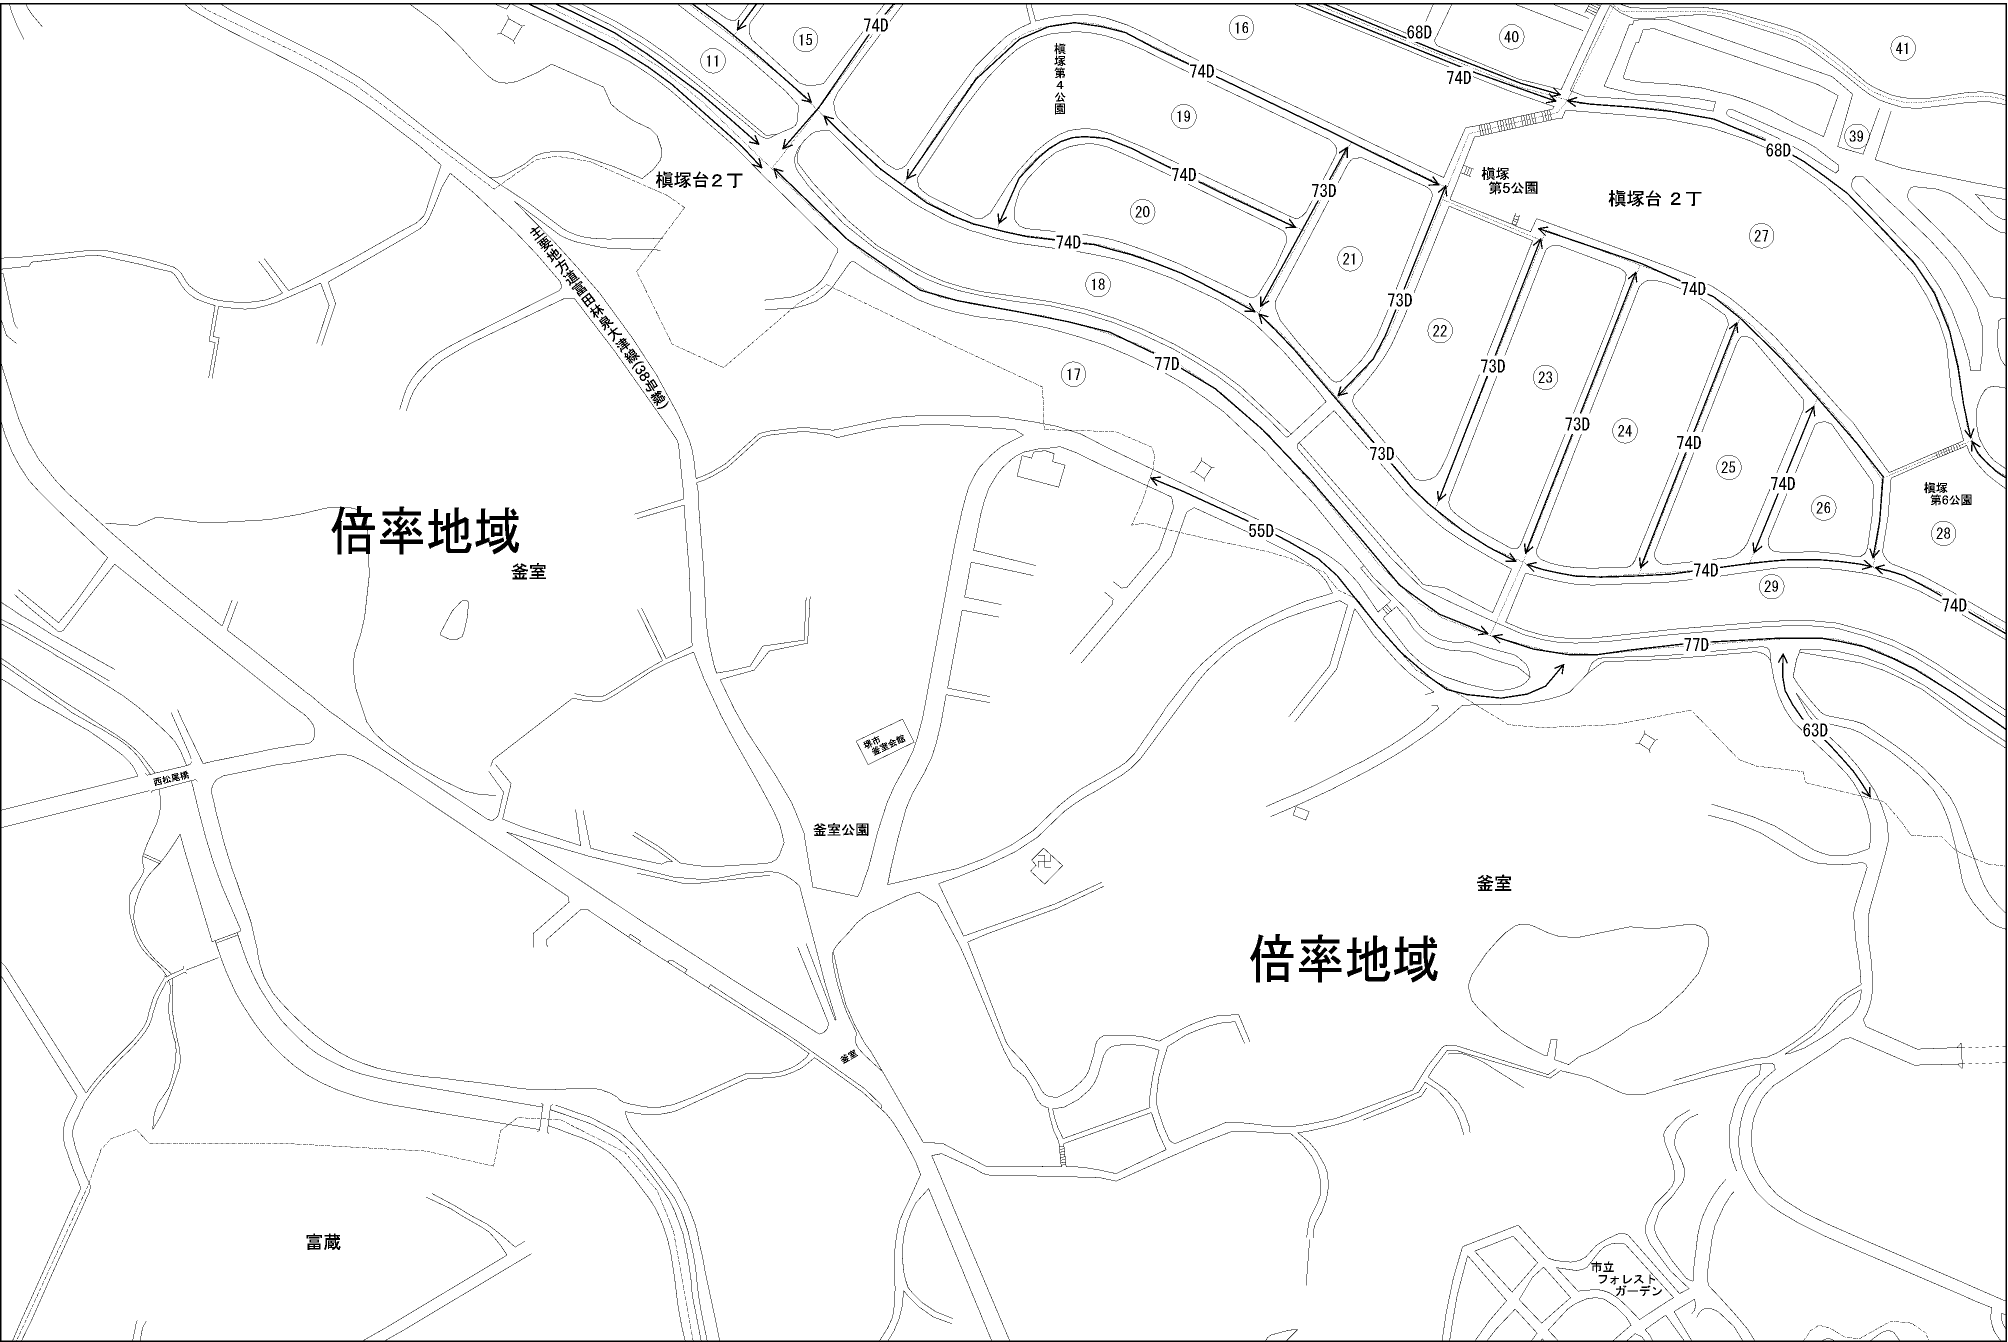 15
74D
16
68D
40
41
11
槇塚第4公園
74D
74D
19
39
68D
槇塚台2丁
74D
73D
槇塚
第5公園
槇塚台 2丁
20
27
74D
21
主要地方道富田林泉大津線(38号線)
18
73D
74D
22
77D
17
73D
23
73D
24
74D
73D
25
74D
槇塚
第6公園
26
28
55D
倍率地域
釜室
74D
29
74D
77D
63D
堺市
釜室会館
西松尾橋
釜室公園
釜室
倍率地域
釜室
富蔵
市立
フォレスト
ガーデン